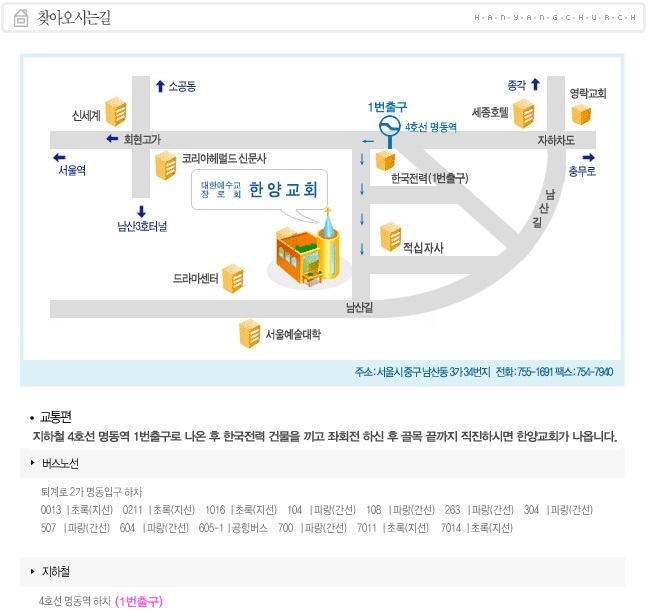 찾아오시는길
H·A·N·Y·A·N·G·C·H·U·R·C·H
소공동
신세계
1번출구
4호선 명동역
종각
영락교회
세종호텔
회현고가
자하차도
서울역
코리아헤럴드 신문사
한국전력(1번출구)
충무로
대한예수교
장로회
한양교회
남산길
남산3호터널
적십자사
드라마센터
남산길
서울예술대학
주소 : 서울시 중구 남산동 3가 34번지 전화 : 755-1691 팩스 : 754-7940
• 교통편
지하철 4호선 명동역 1번출구로 나온 후 한국전력 건물을 끼고 좌회전 하신 후 골목 끝까지 직진하시면 한양교회가 나옵니다.
버스노선
퇴계로 2가 명동입구 하차
0013 | 초록(지선) 0211 | 초록(지선) 1016 | 초록(지선) 104 | 파랑(간선) 108 | 파랑(간선) 263 | 파랑(간선) 304 | 파랑(간선)
507 | 파랑(간선) 604 | 파랑(간선) 605-1 | 공항버스 700 | 파랑(간선) 7011 | 초록(지선) 7014 | 초록(지선)
지하철
4호선 명동역 하차 (1번출구)